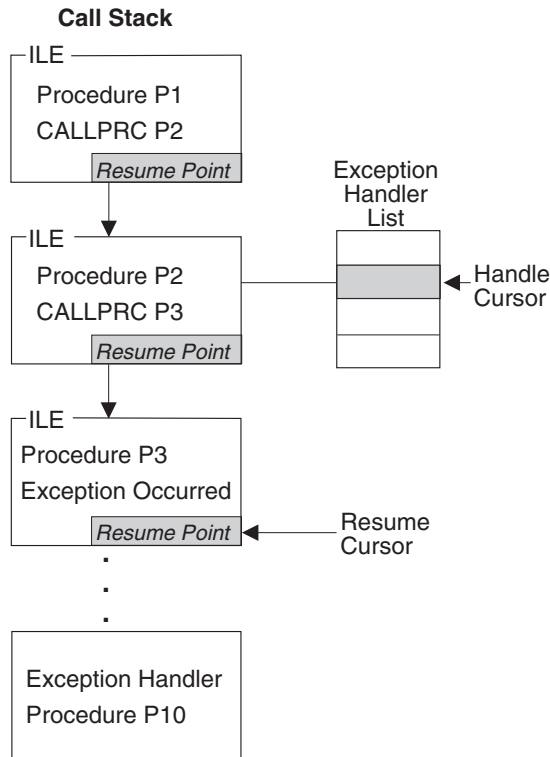 Call Stack
ILE
Procedure P1
CALLPRC P2
Resume Point
Exception
Handler
List
ILE
Procedure P2
CALLPRC P3
Resume Point
Handle
Cursor
ILE
Procedure P3
Exception Occurred
Resume Point
Resume
Cursor
Exception Handler
Procedure P10